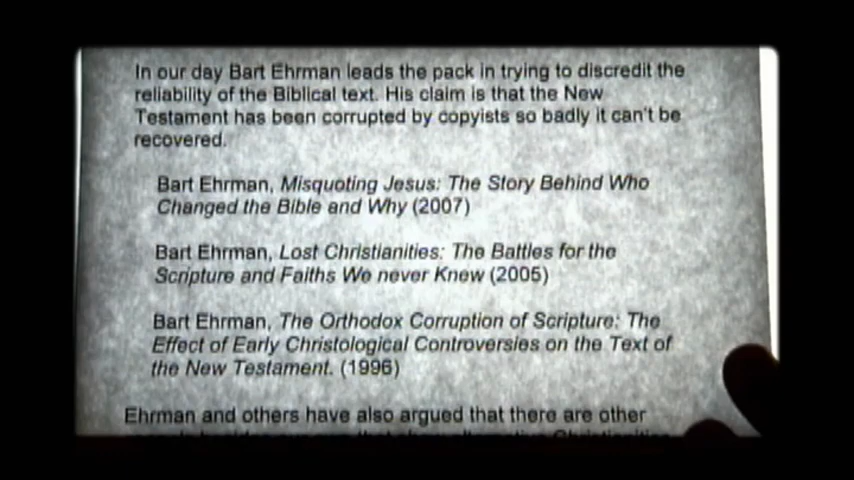 In our day Bart Ehrman leads the pack in trying to discredit the
reliability of the Biblical text. His claim is that the New
Testament has been corrupted by copyists so badly it can't be
recovered.
Bart Ehrman, Misquoting Jesus: The Story Behind Who
Changed the Bible and Why (2007)
Bart Ehrman, Lost Christianities: The Battles for the
Scripture and Faiths We never Knew (2005)
Bart Ehrman, The Orthodox Corruption of Scripture: The
Effect of Early Christological Controversies on the Text of
the New Testament. (1996)
Ehrman and others have also argued that there are other